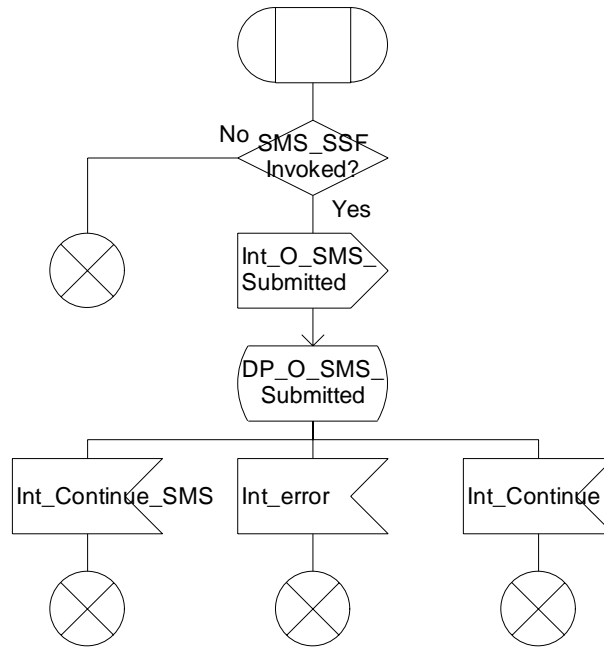 SMS_SSF
No
Invoked?
Yes
Int_O_SMS_
Submitted
DP_O_SMS_
Submitted
Int_Continue_SMS
Int_error
Int_Continue